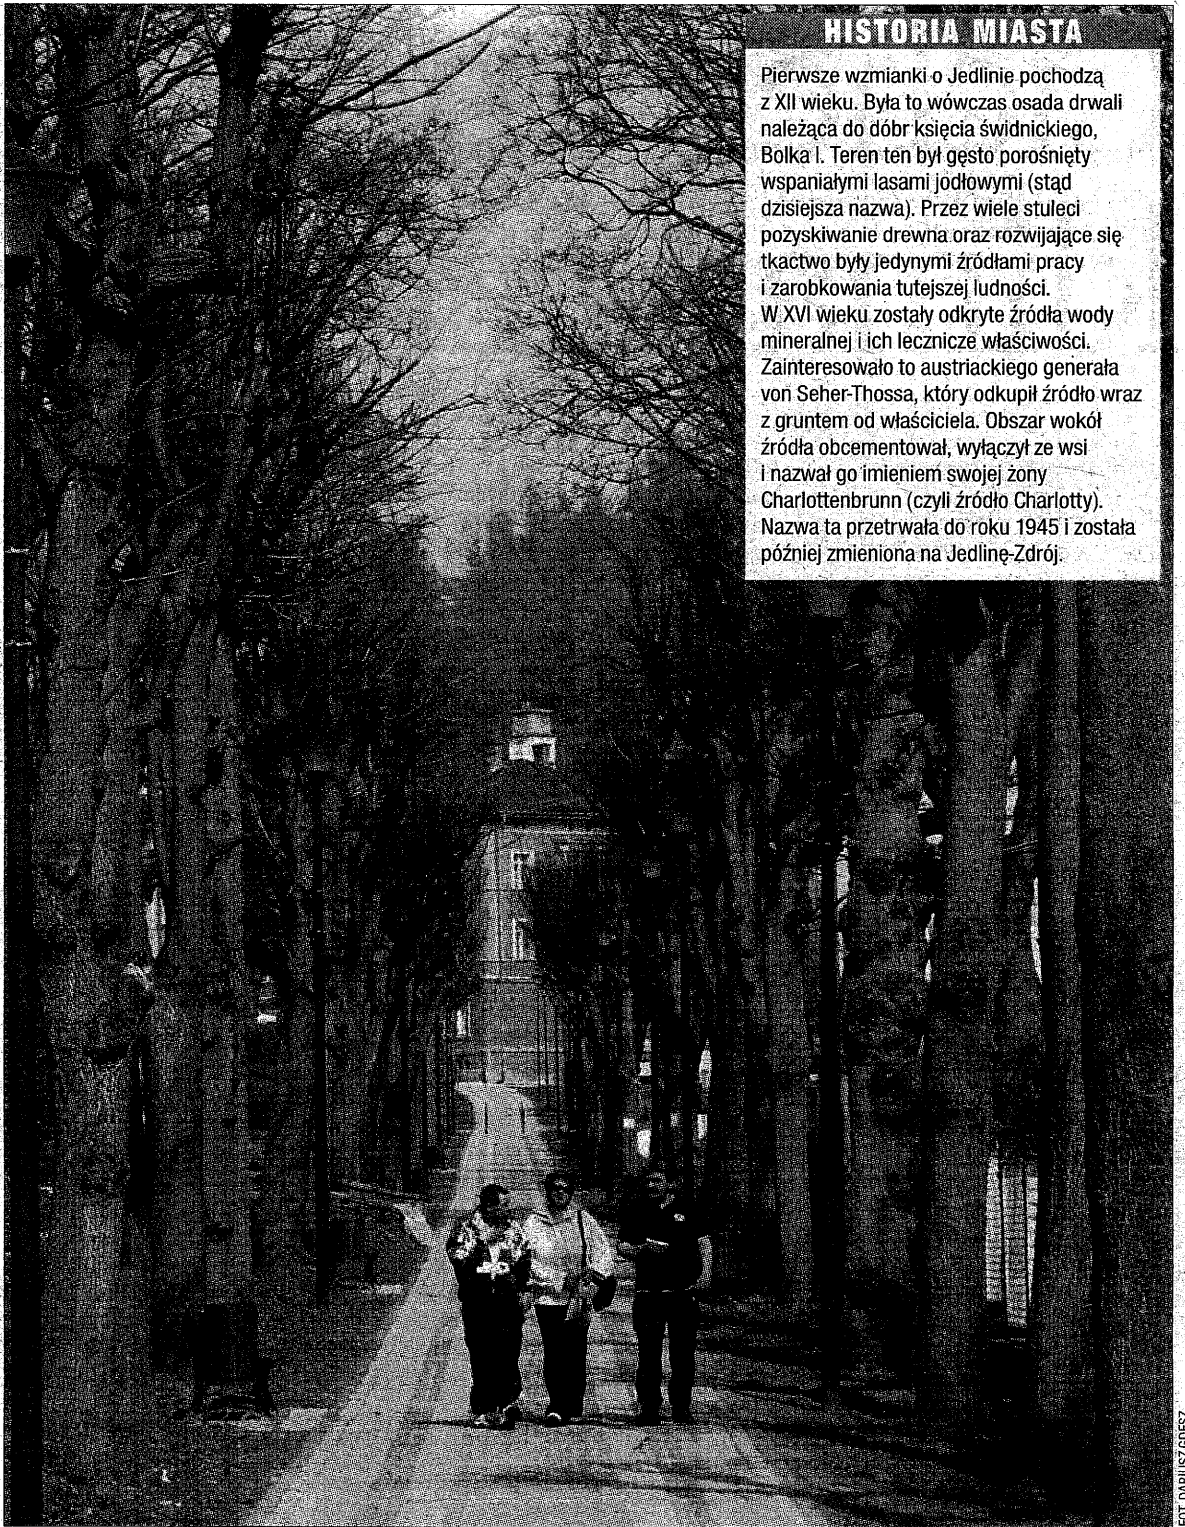 HISTORIA MIASTA
Pierwsze wzmianki o Jedlinie pochodzą
z XII wieku. Była to wówczas osada drwali
należąca do dóbr księcia świdnickiego,
Bolka I. Teren ten był gęsto porośnięty
wspaniałymi lasami jodłowymi (stąd
dzisiejsza nazwa). Przez wiele stuleci
pozyskiwanie drewna oraz rozwijające się
tkactwo były jedynymi źródłami pracy
i zarobkowania tutejszej ludności.
W XVI wieku zostały odkryte źródła wody
mineralnej i ich lecznicze właściwości.
Zainteresowało to austriackiego generała
von Seher-Thossa, który odkupił źródło wraz
z gruntem od właściciela. Obszar wokół
źródła obcementował, wyłączył ze wsi
i nazwał go imieniem swojej żony
Charlottenbrunn (czyli źródło Charlotty).
Nazwa ta przetrwała do roku 1945 i została
później zmieniona na Jedlinę-Zdrój.
FOT. DARIUSZ GDESZ